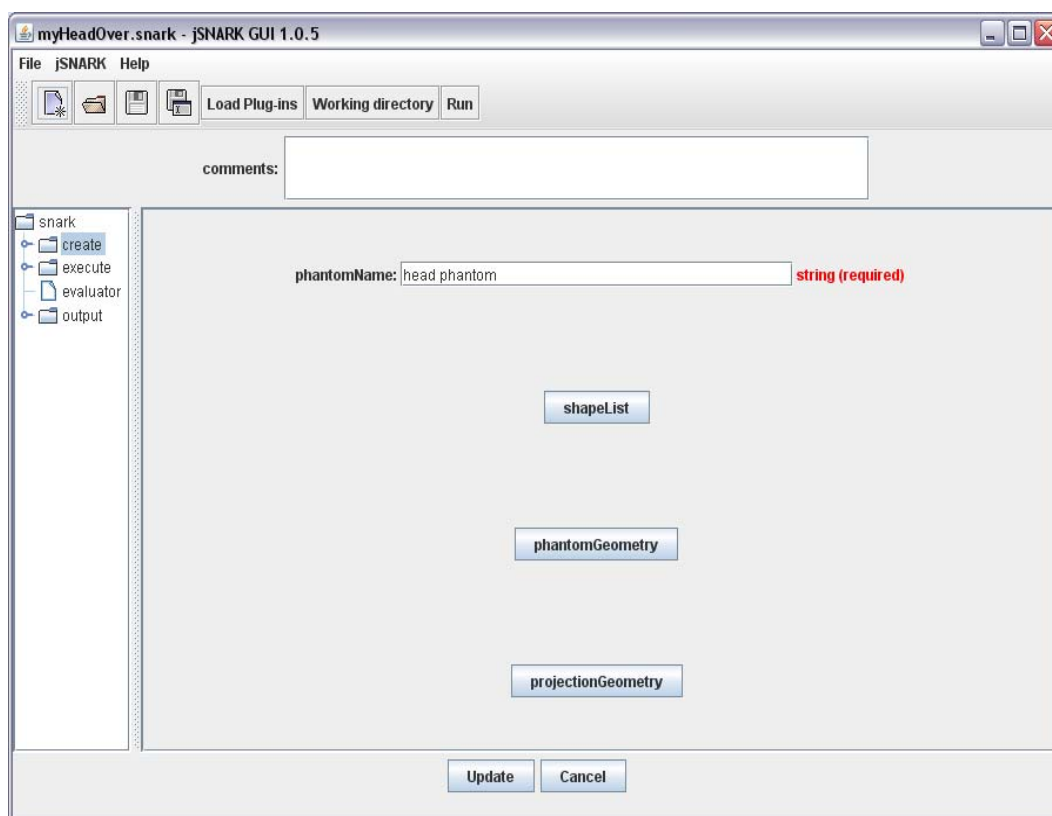 myHeadOver.snark - jSNARK GUI 1.0.5
File jSNARK Help
Load Plug-ins Working directory Run
comments:
snark
create
execute
evaluator
output
phantomName: head phantom string (required)
shapeList
phantomGeometry
projectionGeometry
Update Cancel